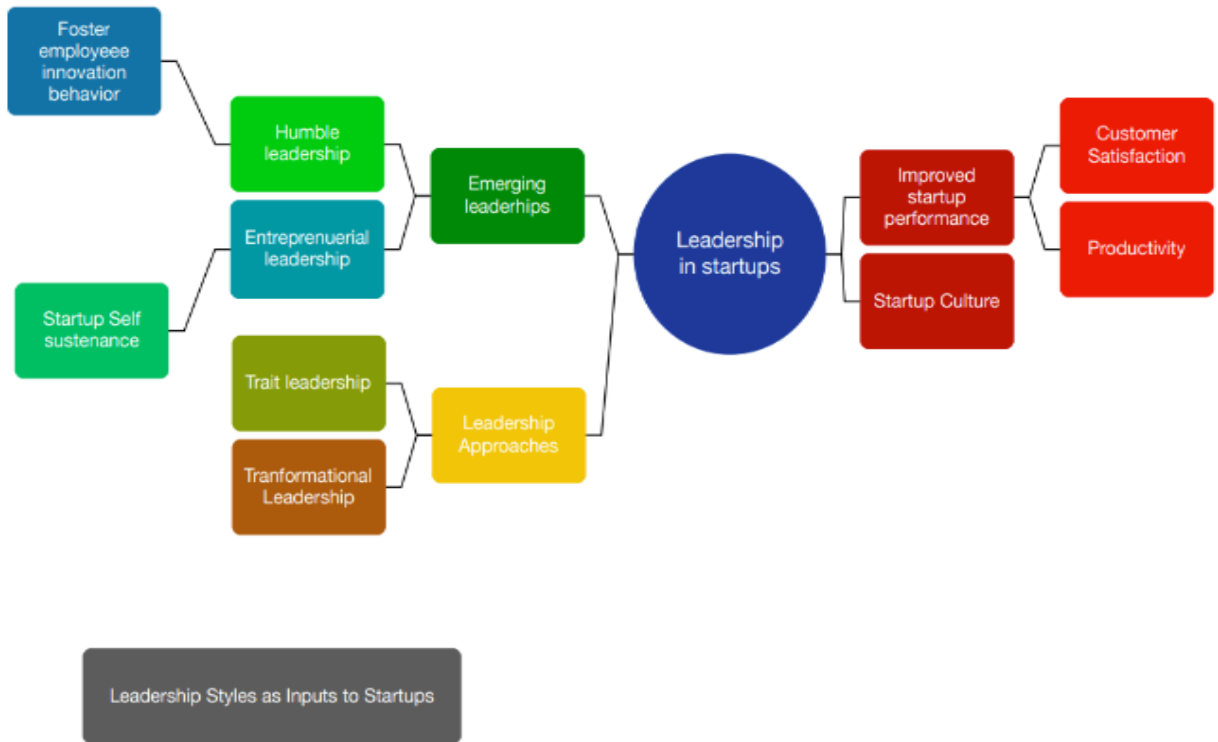 Foster
employeee
innovation
behavior
Humble
leadership
Emerging
leaderhips
Entreprenuerial
leadership
Startup Self
sustenance
Trait leadership
Leadership
Approaches
Tranformational
Leadership
Leadership
in startups
Improved
startup
performance
Startup Culture
Customer
Satisfaction
Productivity
Leadership Styles as Inputs to Startups